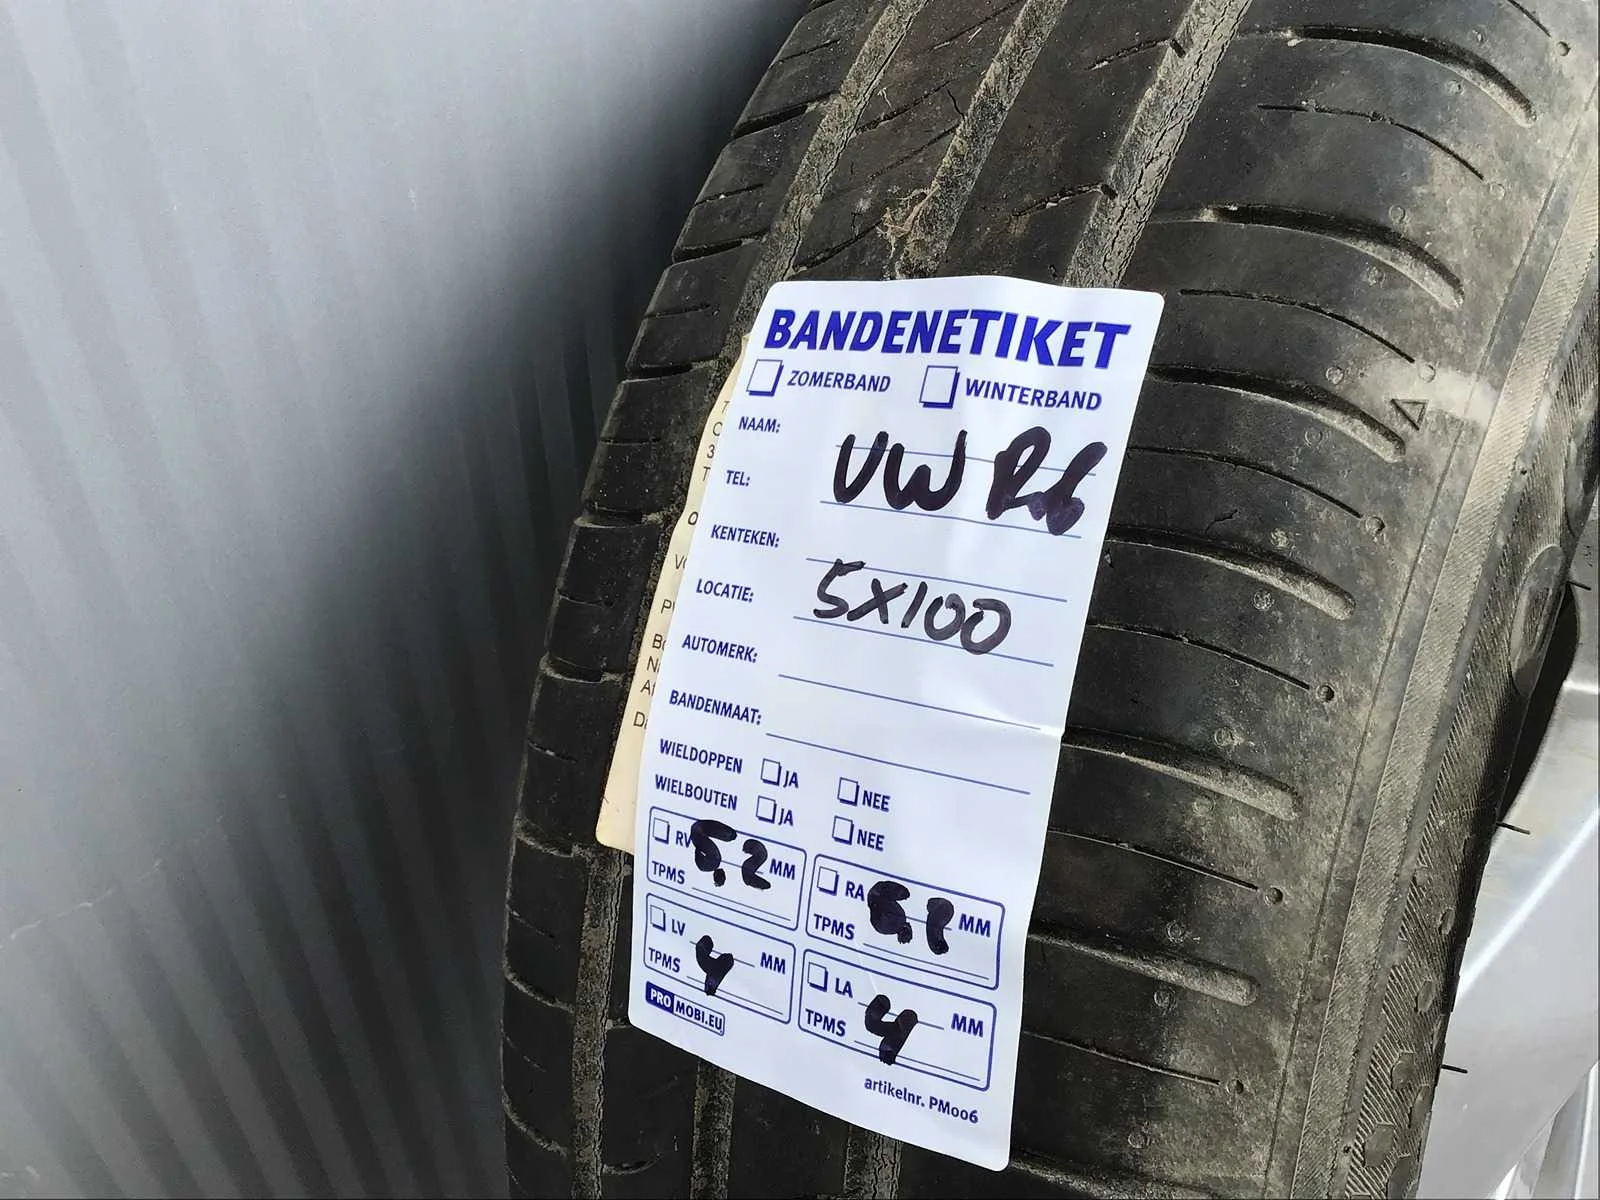 BANDENETIKET
ZOMERBAND WINTERBAND
NAAM:
TEL: VW R6
KENTEKEN:
LOCATIE: 5X100
AUTOMERK:
BANDENMAAT:
WIELDOPPEN JA NEE
WIELBOUTEN JA NEE
RV 5,2 MM
TPMS
RA MM
TPMS
LV 4 MM
TPMS
LA 4 MM
TPMS
PRO MOBI.EU
artikelnr. PM006